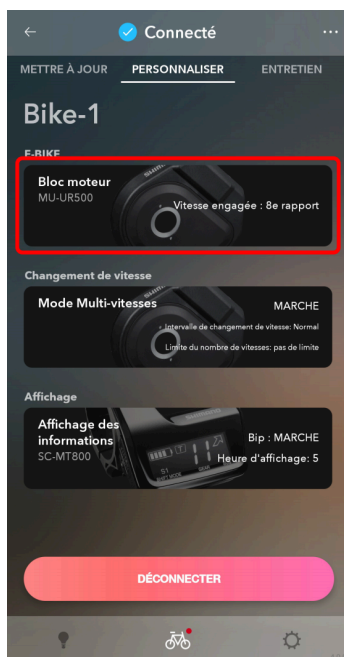 Connecté
METTRE À JOUR PERSONNALISER ENTRETIEN
Bike-1
E-BIKE
Bloc moteur
MU-UR500
Vitesse engagée : 8e rapport
Changement de vitesse
Mode Multi-vitesses
MARCHE
Intervalle de changement de vitesse: Normal
Limite du nombre de vitesses: pas de limite
Affichage
Affichage des
informations
SC-MT800
Bip : MARCHE
Heure d'affichage: 5
DÉCONNECTER